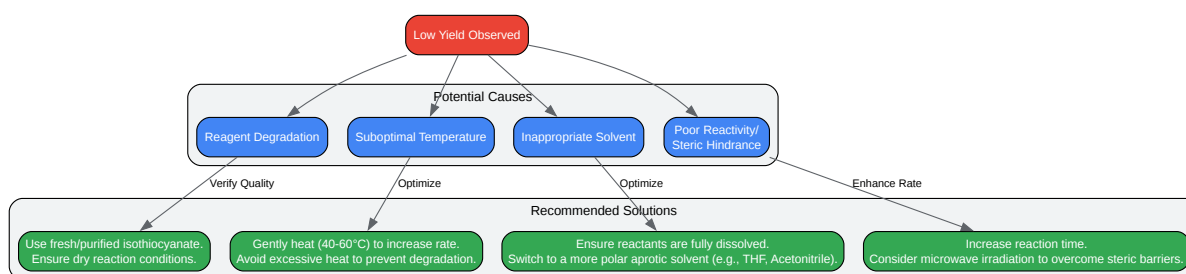 Low Yield Observed
Potential Causes
Reagent Degradation
Suboptimal Temperature
Inappropriate Solvent
Poor Reactivity/
Steric Hindrance
Verify Quality
Optimize
Optimize
Enhance Rate
Recommended Solutions
Use fresh/purified isothiocyanate.
Ensure dry reaction conditions.
Gently heat (40-60°C) to increase rate.
Avoid excessive heat to prevent degradation.
Ensure reactants are fully dissolved.
Switch to a more polar aprotic solvent (e.g., THF, Acetonitrile).
Increase reaction time.
Consider microwave irradiation to overcome steric barriers.